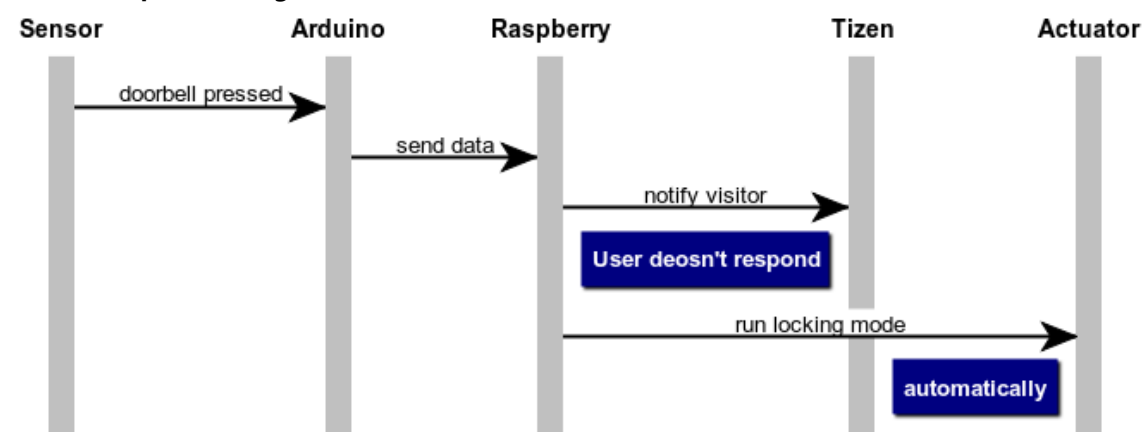 Sensor Arduino Raspberry Tizen Actuator
doorbell pressed
send data
notify visitor
User deosn't respond
run locking mode
automatically